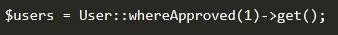 $users = User::whereApproved(1)->get();